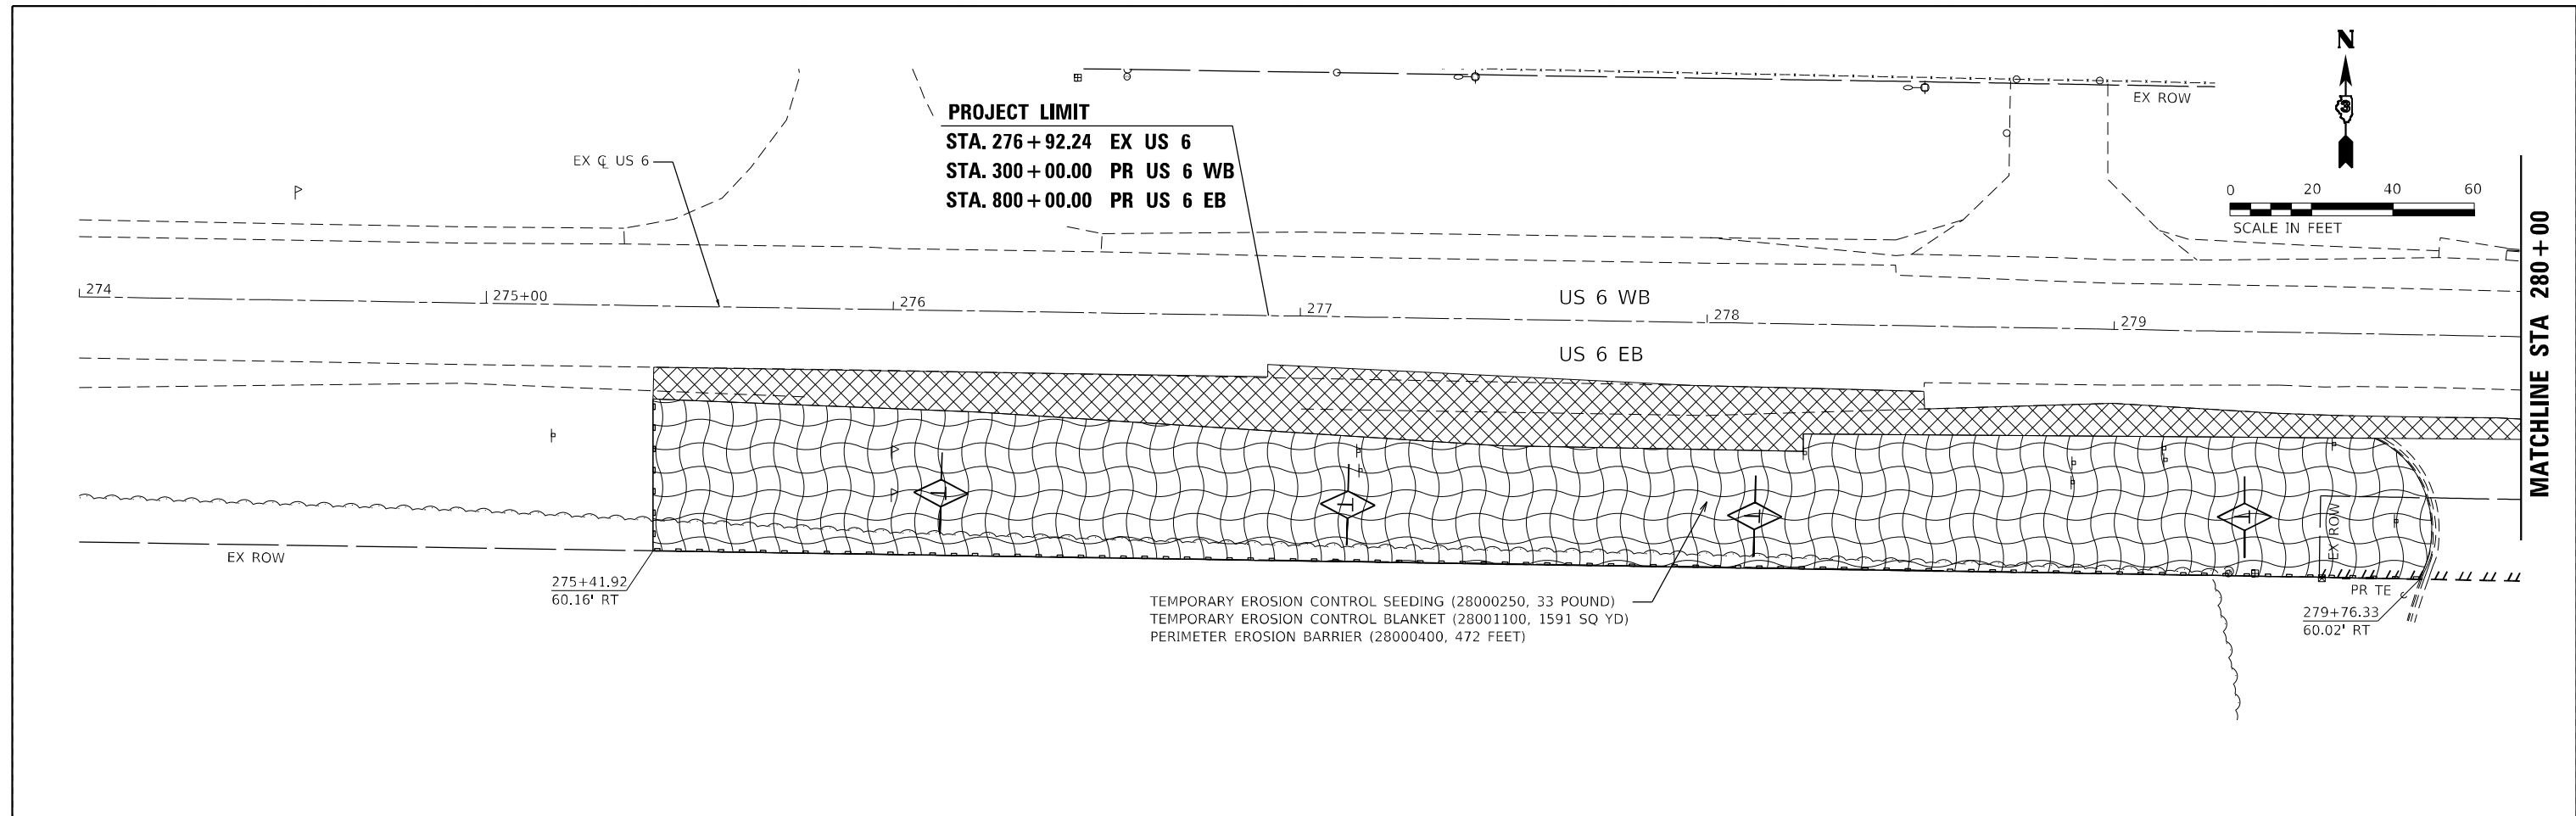 N
3
EX ROW
PROJECT LIMIT
STA. 276+92.24 EX US 6
STA. 300+00.00 PR US 6 WB
STA. 800+00.00 PR US 6 EB
EX ℄ US 6
0 20 40 60
SCALE IN FEET
MATCHLINE STA 280+00
274
275+00
276
277
278
279
US 6 WB
US 6 EB
T
T
T
T
EX ROW
EX ROW
275+41.92
60.16' RT
TEMPORARY EROSION CONTROL SEEDING (28000250, 33 POUND)
TEMPORARY EROSION CONTROL BLANKET (28001100, 1591 SQ YD)
PERIMETER EROSION BARRIER (28000400, 472 FEET)
PR TE
279+76.33
60.02' RT